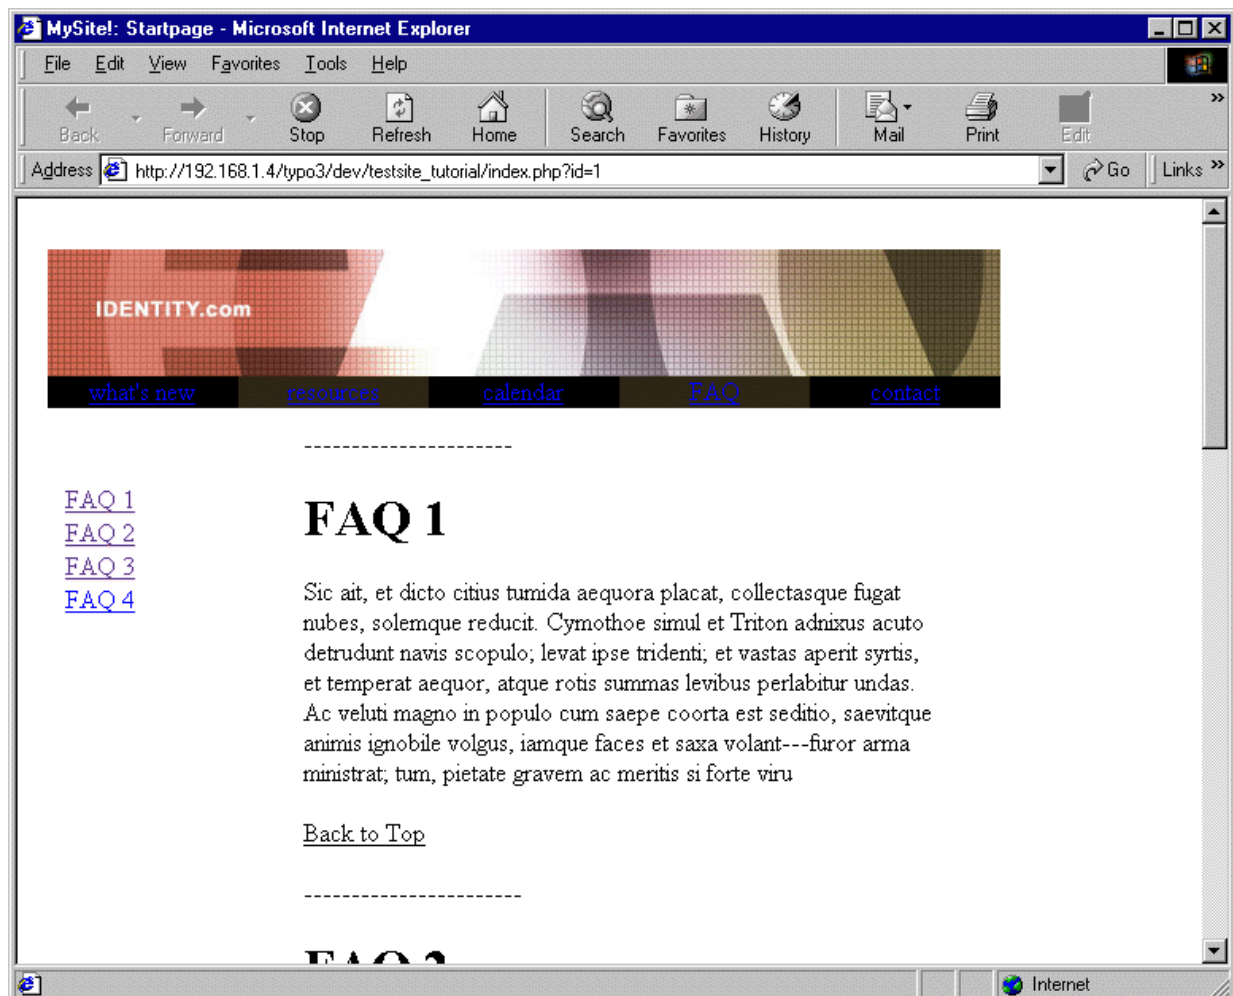 MySite!: Startpage - Microsoft Internet Explorer
File Edit View Favorites Tools Help
Back Forward Stop Refresh Home Search Favorites History Mail Print Edit
Address http://192.168.1.4/typo3/dev/testsite_tutorial/index.php?id=1 Go Links
IDENTITY.com
what's new resources calendar FAQ contact
----------------------
FAQ 1
FAQ 2
FAQ 3
FAQ 4
FAQ 1
Sic ait, et dicto citius tumida aequora placat, collectasque fugat
nubes, solemque reducit. Cymothoe simul et Triton adnixus acuto
detrudunt navis scopulo; levat ipse tridenti; et vastas aperit syrtis,
et temperat aequor, atque rotis summas levibus perlabitur undas.
Ac veluti magno in populo cum saepe coorta est seditio, saevitque
animis ignobile volgus, iamque faces et saxa volant---furor arma
ministrat; tum, pietate gravem ac meritis si forte viru
Back to Top
-----------------------
FAQ 2
Internet